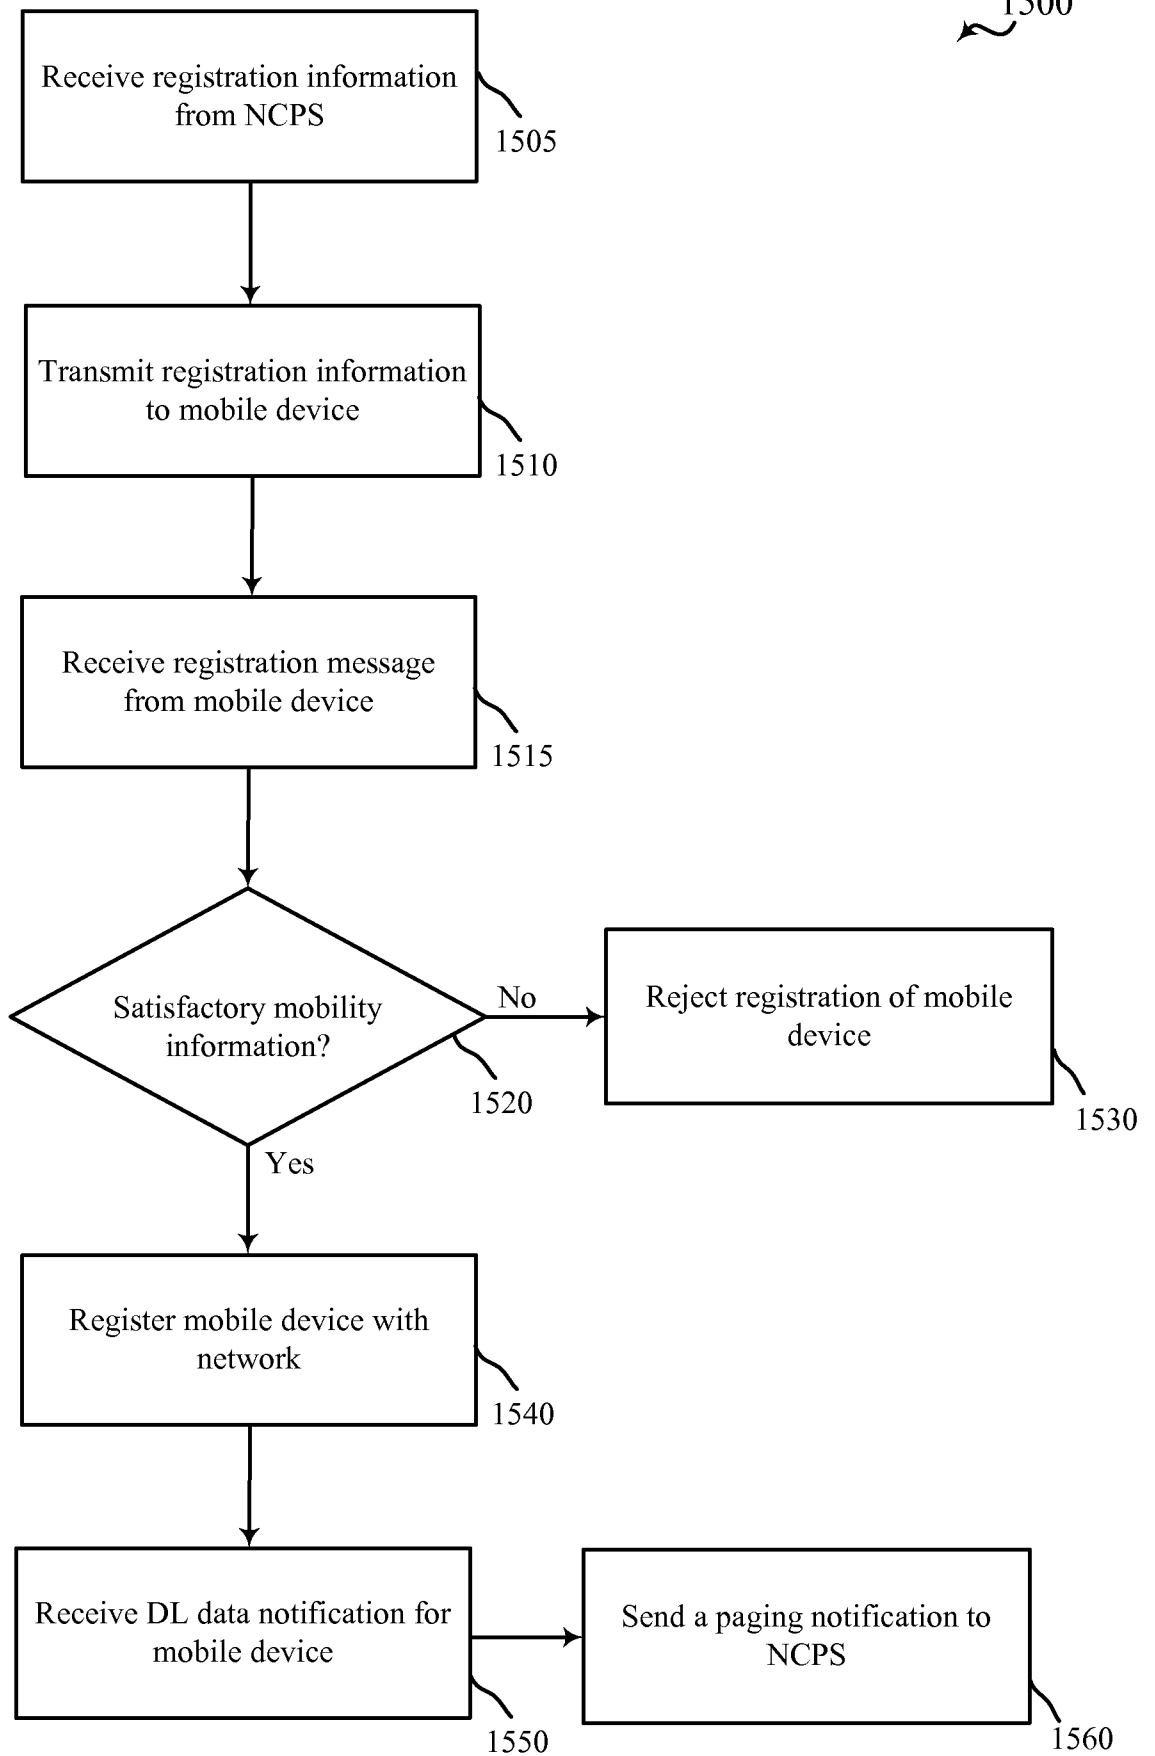 1500
Receive registration information
from NCPS
1505
Transmit registration information
to mobile device
1510
Receive registration message
from mobile device
1515
Satisfactory mobility
information?
No
1520
Yes
Reject registration of mobile
device
1530
Register mobile device with
network
1540
Receive DL data notification for
mobile device
1550
Send a paging notification to
NCPS
1560